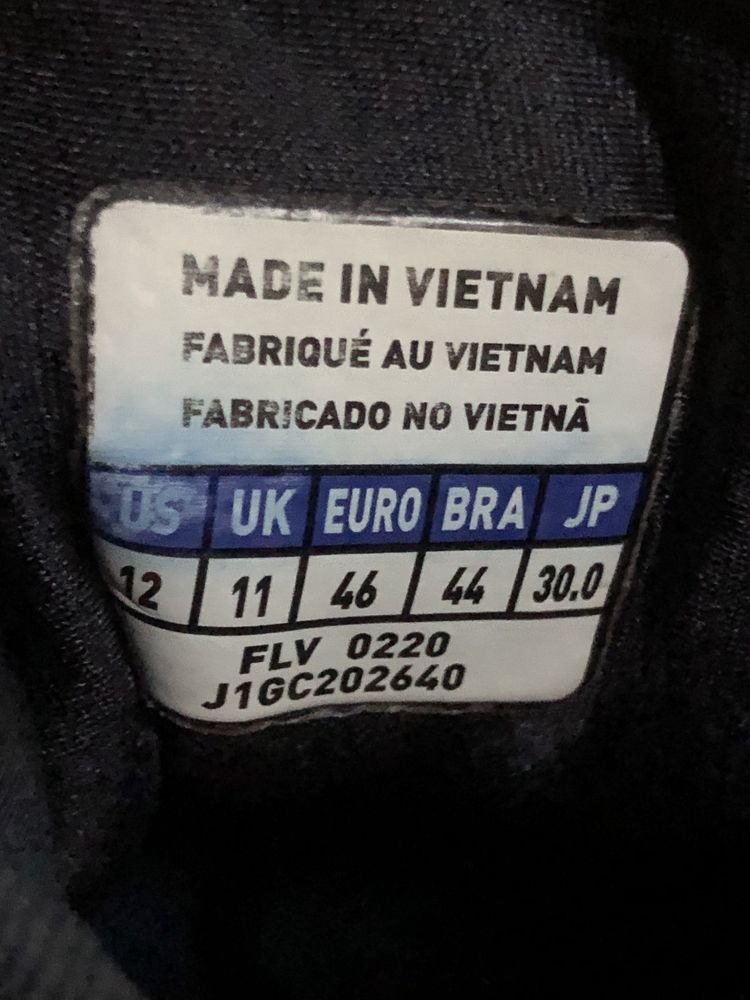 MADE IN VIETNAM
FABRIQUÉ AU VIETNAM
FABRICADO NO VIETNÃ
US UK EURO BRA JP
12 11 46 44 30.0
FLV 0220
J1GC202640